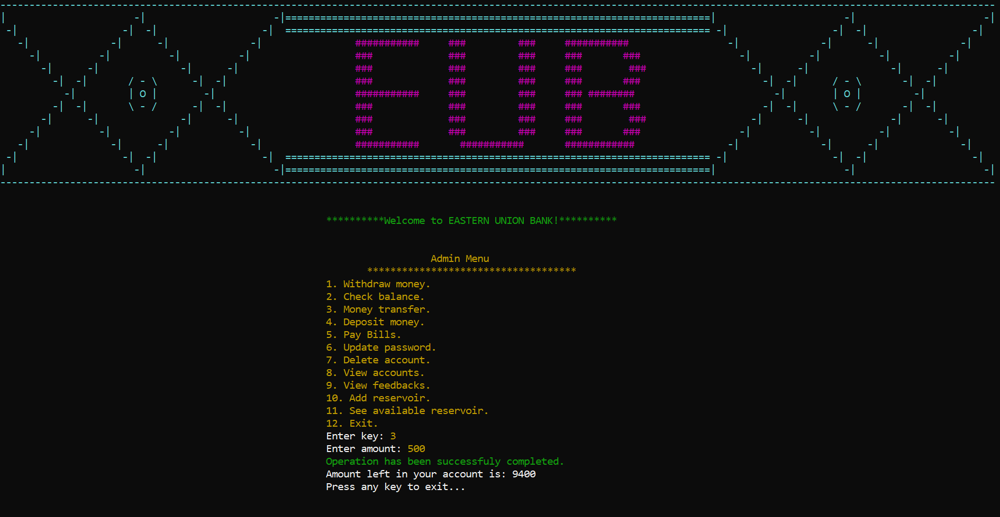 EUB
**********Welcome to EASTERN UNION BANK!**********
Admin Menu
************************************
1. Withdraw money.
2. Check balance.
3. Money transfer.
4. Deposit money.
5. Pay Bills.
6. Update password.
7. Delete account.
8. View accounts.
9. View feedbacks.
10. Add reservoir.
11. See available reservoir.
12. Exit.
Enter key: 3
Enter amount: 500
Operation has been successfuly completed.
Amount left in your account is: 9400
Press any key to exit...